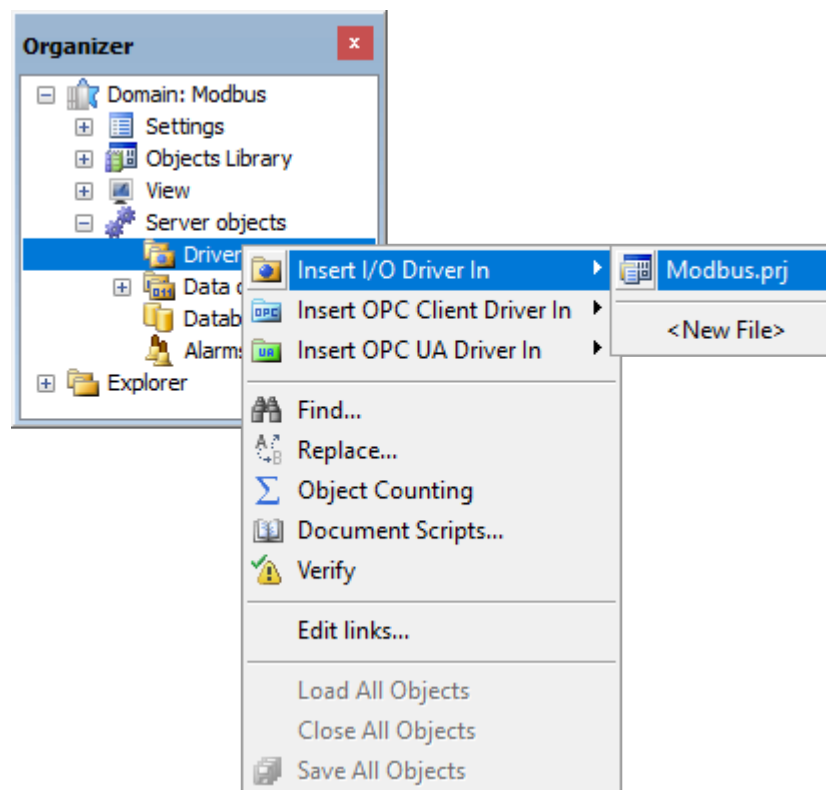 Organizer
x
Domain: Modbus
Settings
Objects Library
View
Server objects
Driver
Data
Datab
Alarms
Explorer
Insert I/O Driver In
Insert OPC Client Driver In
Insert OPC UA Driver In
Find...
Replace...
Object Counting
Document Scripts...
Verify
Edit links...
Load All Objects
Close All Objects
Save All Objects
Modbus.prj
<New File>